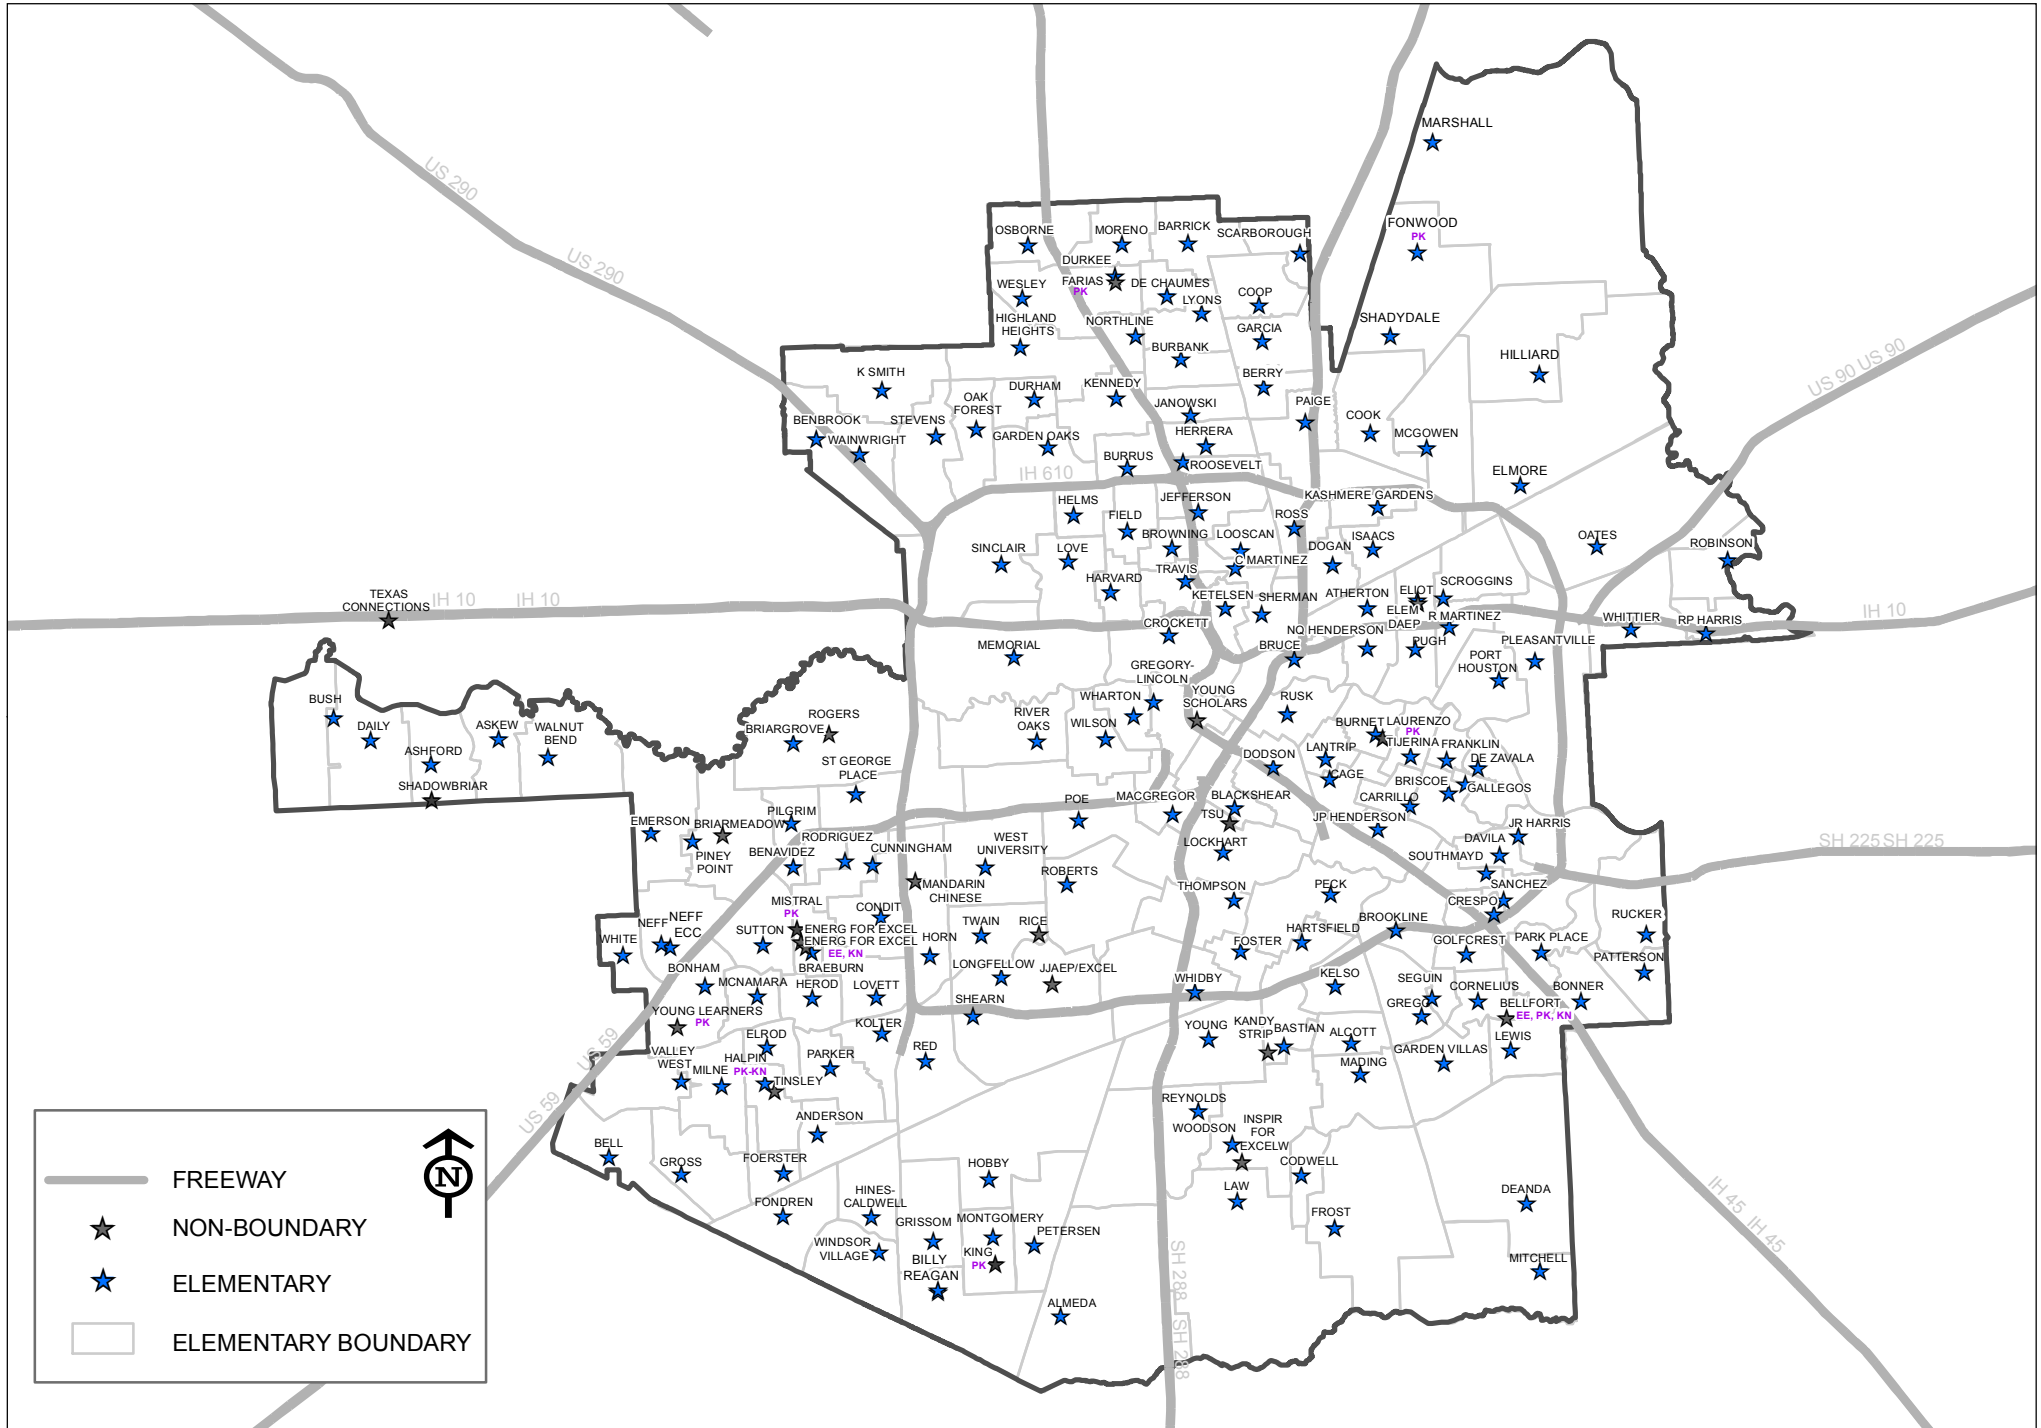 MARSHALL
US 290
FONWOOD
PK
OSBORNE
MORENO
BARRICK
SCARBOROUGH
US 290
DURKEE
FARIAS
PK
DE CHAUMES
WESLEY
LYONS
COOP
HIGHLAND
HEIGHTS
NORTHLINE
GARCIA
SHADYDALE
BURBANK
HILLIARD
US 90 US 90
K SMITH
DURHAM
KENNEDY
BERRY
OAK
FOREST
JANOWSKI
PAIGE
COOK
BENBROOK
STEVENS
WAINWRIGHT
GARDEN OAKS
HERRERA
MCGOWEN
BURRUS
ROOSEVELT
IH 610
ELMORE
HELMS
JEFFERSON
KASHMERE GARDENS
FIELD
ROSS
BROWNING
LOOSCAN
DOGAN
ISAACS
OATES
ROBINSON
SINCLAIR
LOVE
C MARTINEZ
TRAVIS
HARVARD
KETELSEN
SHERMAN
ATHERTON
ELIOT
SCROGGINS
ELEM
DAEP
R MARTINEZ
TEXAS
CONNECTIONS
IH 10
IH 10
IH 10
CROCKETT
NQ HENDERSON
WHITTIER
RP HARRIS
MEMORIAL
BRUCE
PUGH
PLEASANTVILLE
PORT
HOUSTON
GREGORY-
LINCOLN
YOUNG
SCHOLARS
WHARTON
RUSK
BUSH
DAILY
ASKEW
WALNUT
BEND
ROGERS
BRIARGROVE
RIVER
OAKS
WILSON
BURNET
LAURENZO
PK
TIJERINA
FRANKLIN
ASHFORD
ST GEORGE
PLACE
DODSON
LANTRIP
DE ZAVALA
CAGE
BRISCOE
GALLEGOS
SHADOWBRIAR
POE
MACGREGOR
BLACKSHEAR
CARRILLO
PILGRIM
EMERSON
BRIARMEADOW
TSU
JP HENDERSON
JR HARRIS
RODRIGUEZ
CUNNINGHAM
WEST
UNIVERSITY
LOCKHART
DAVILA
SH 225 SH 225
PINEY
POINT
BENAVIDEZ
SOUTHMAYD
MANDARIN
CHINESE
ROBERTS
THOMPSON
PECK
SANCHEZ
CRESPO
MISTRAL
PK
CONDIT
NEFF
NEFF
ECC
SUTTON
ENERG FOR EXCEL
ENERG FOR EXCEL
EE, KN
TWAIN
RICE
BROOKLINE
RUCKER
WHITE
HORN
FOSTER
HARTSFIELD
GOLFCREST
PARK PLACE
PATTERSON
BRAEBURN
BONHAM
LONGFELLOW
JJAEP/EXCEL
WHIDBY
KELSO
SEGUIN
MCNAMARA
HEROD
LOVETT
CORNELIUS
BONNER
SHEARN
GREGG
BELLFORT
EE, PK, KN
YOUNG LEARNERS
PK
KOLTER
YOUNG
KANDY
STRIP
BASTIAN
ALCOTT
LEWIS
US 59
ELROD
RED
VALLEY
WEST
HALPIN
PK-KN
PARKER
GARDEN VILLAS
MILNE
TINSLEY
MADING
US 59
REYNOLDS
ANDERSON
WOODSON
INSPIR
FOR
EXCELW
BELL
GROSS
FOERSTER
HOBBY
CODWELL
FONDREN
HINES-
CALDWELL
LAW
DEANDA
IH 45 IH 45
GRISSOM
MONTGOMERY
PETERSEN
FROST
WINDSOR
VILLAGE
BILLY
REAGAN
KING
PK
SH 288 SH 288
MITCHELL
ALMEDA
N
FREEWAY
NON-BOUNDARY
ELEMENTARY
ELEMENTARY BOUNDARY